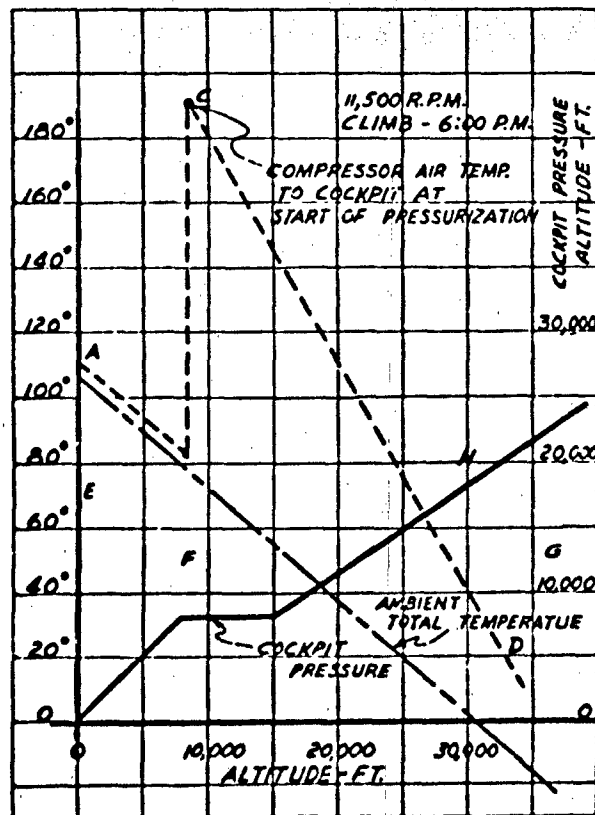 C
11,500 R.P.M.
CLIMB - 6:00 P.M.
COMPRESSOR AIR TEMP.
TO COCKPIT AT
START OF PRESSURIZATION
COCKPIT PRESSURE
ALTITUDE - FT.
180°
160°
140°
120°
100°
80°
60°
40°
20°
0
A
E
F
H
G
D
30,000
20,000
10,000
0
AMBIENT
TOTAL TEMPERATUE
COCKPIT
PRESSURE
0
10,000
20,000
30,000
ALTITUDE - FT.